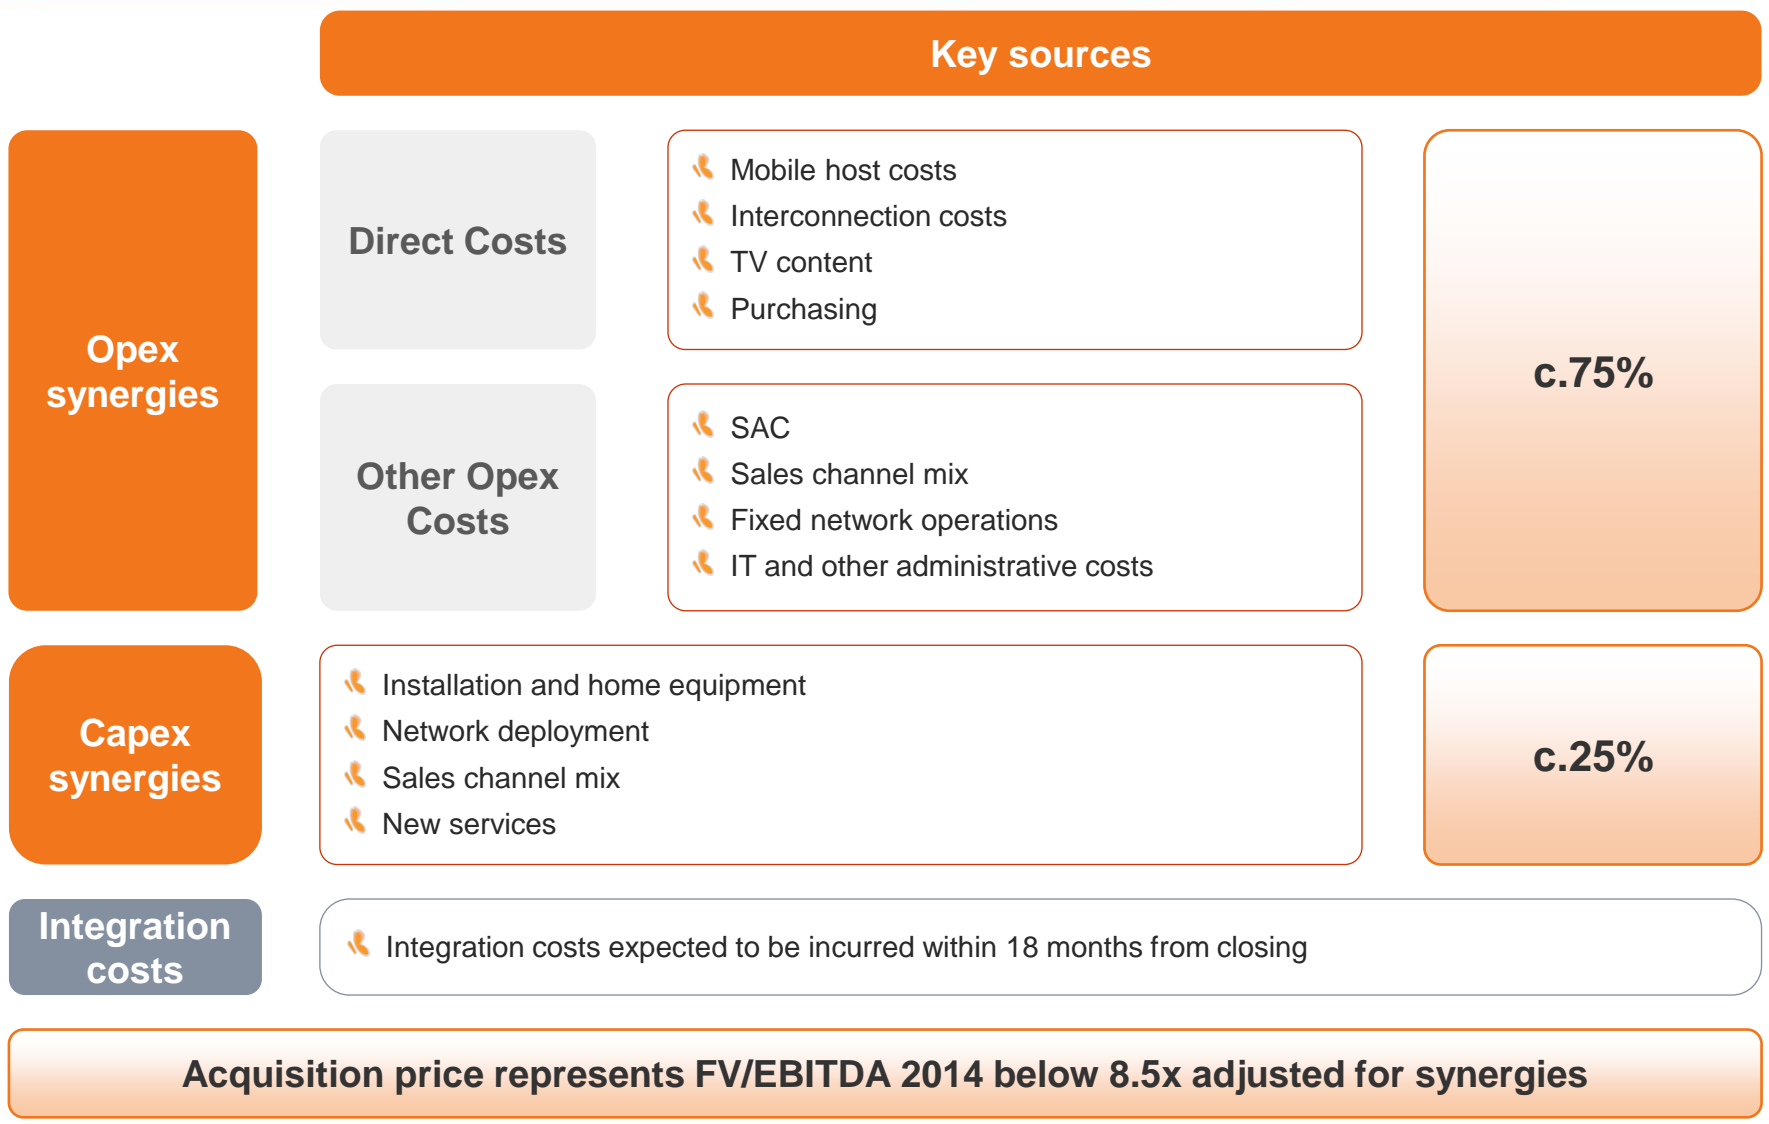 Key sources
Opex
synergies
Direct Costs
Mobile host costs
Interconnection costs
TV content
Purchasing
Other Opex
Costs
SAC
Sales channel mix
Fixed network operations
IT and other administrative costs
c.75%
Capex
synergies
Installation and home equipment
Network deployment
Sales channel mix
New services
c.25%
Integration
costs
Integration costs expected to be incurred within 18 months from closing
Acquisition price represents FV/EBITDA 2014 below 8.5x adjusted for synergies